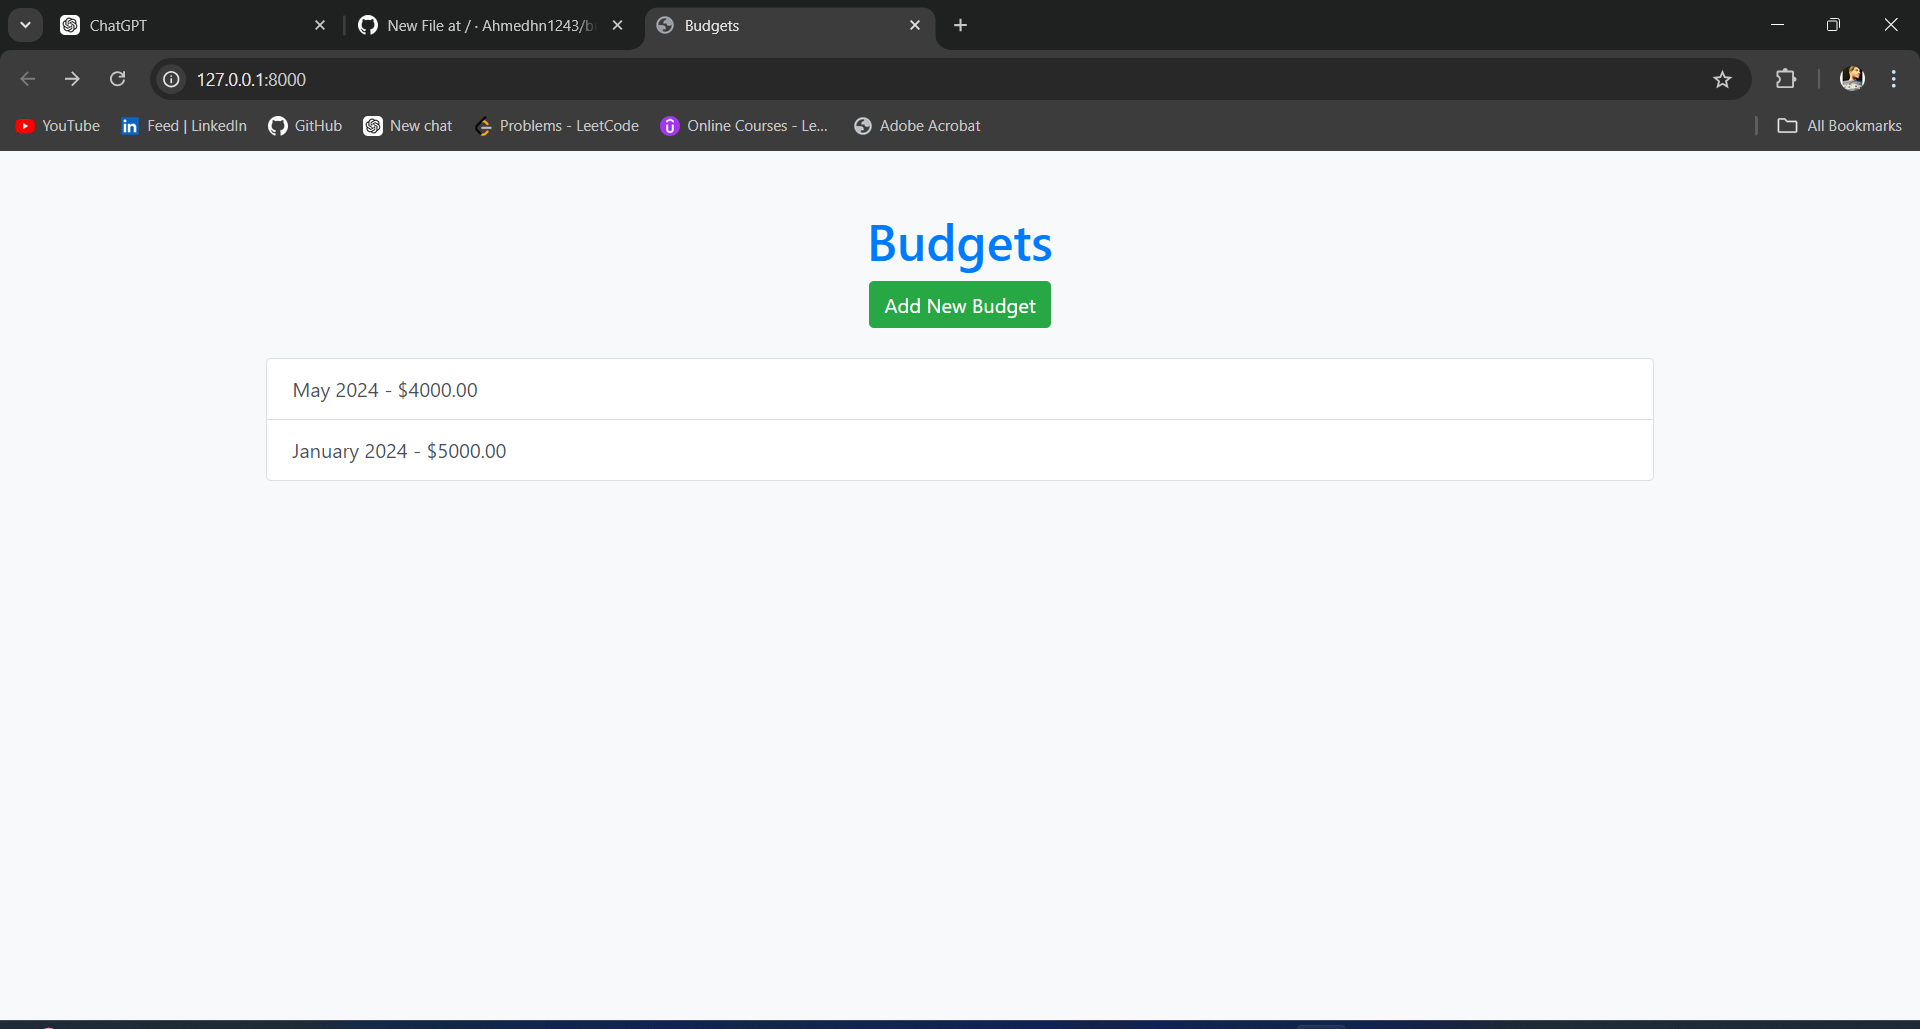 ChatGPT
New File at / · Ahmedhn1243/b
Budgets
127.0.0.1:8000
YouTube
in Feed | LinkedIn
GitHub
New chat
Problems - LeetCode
Online Courses - Le...
Adobe Acrobat
All Bookmarks
Budgets
Add New Budget
May 2024 - $4000.00
January 2024 - $5000.00